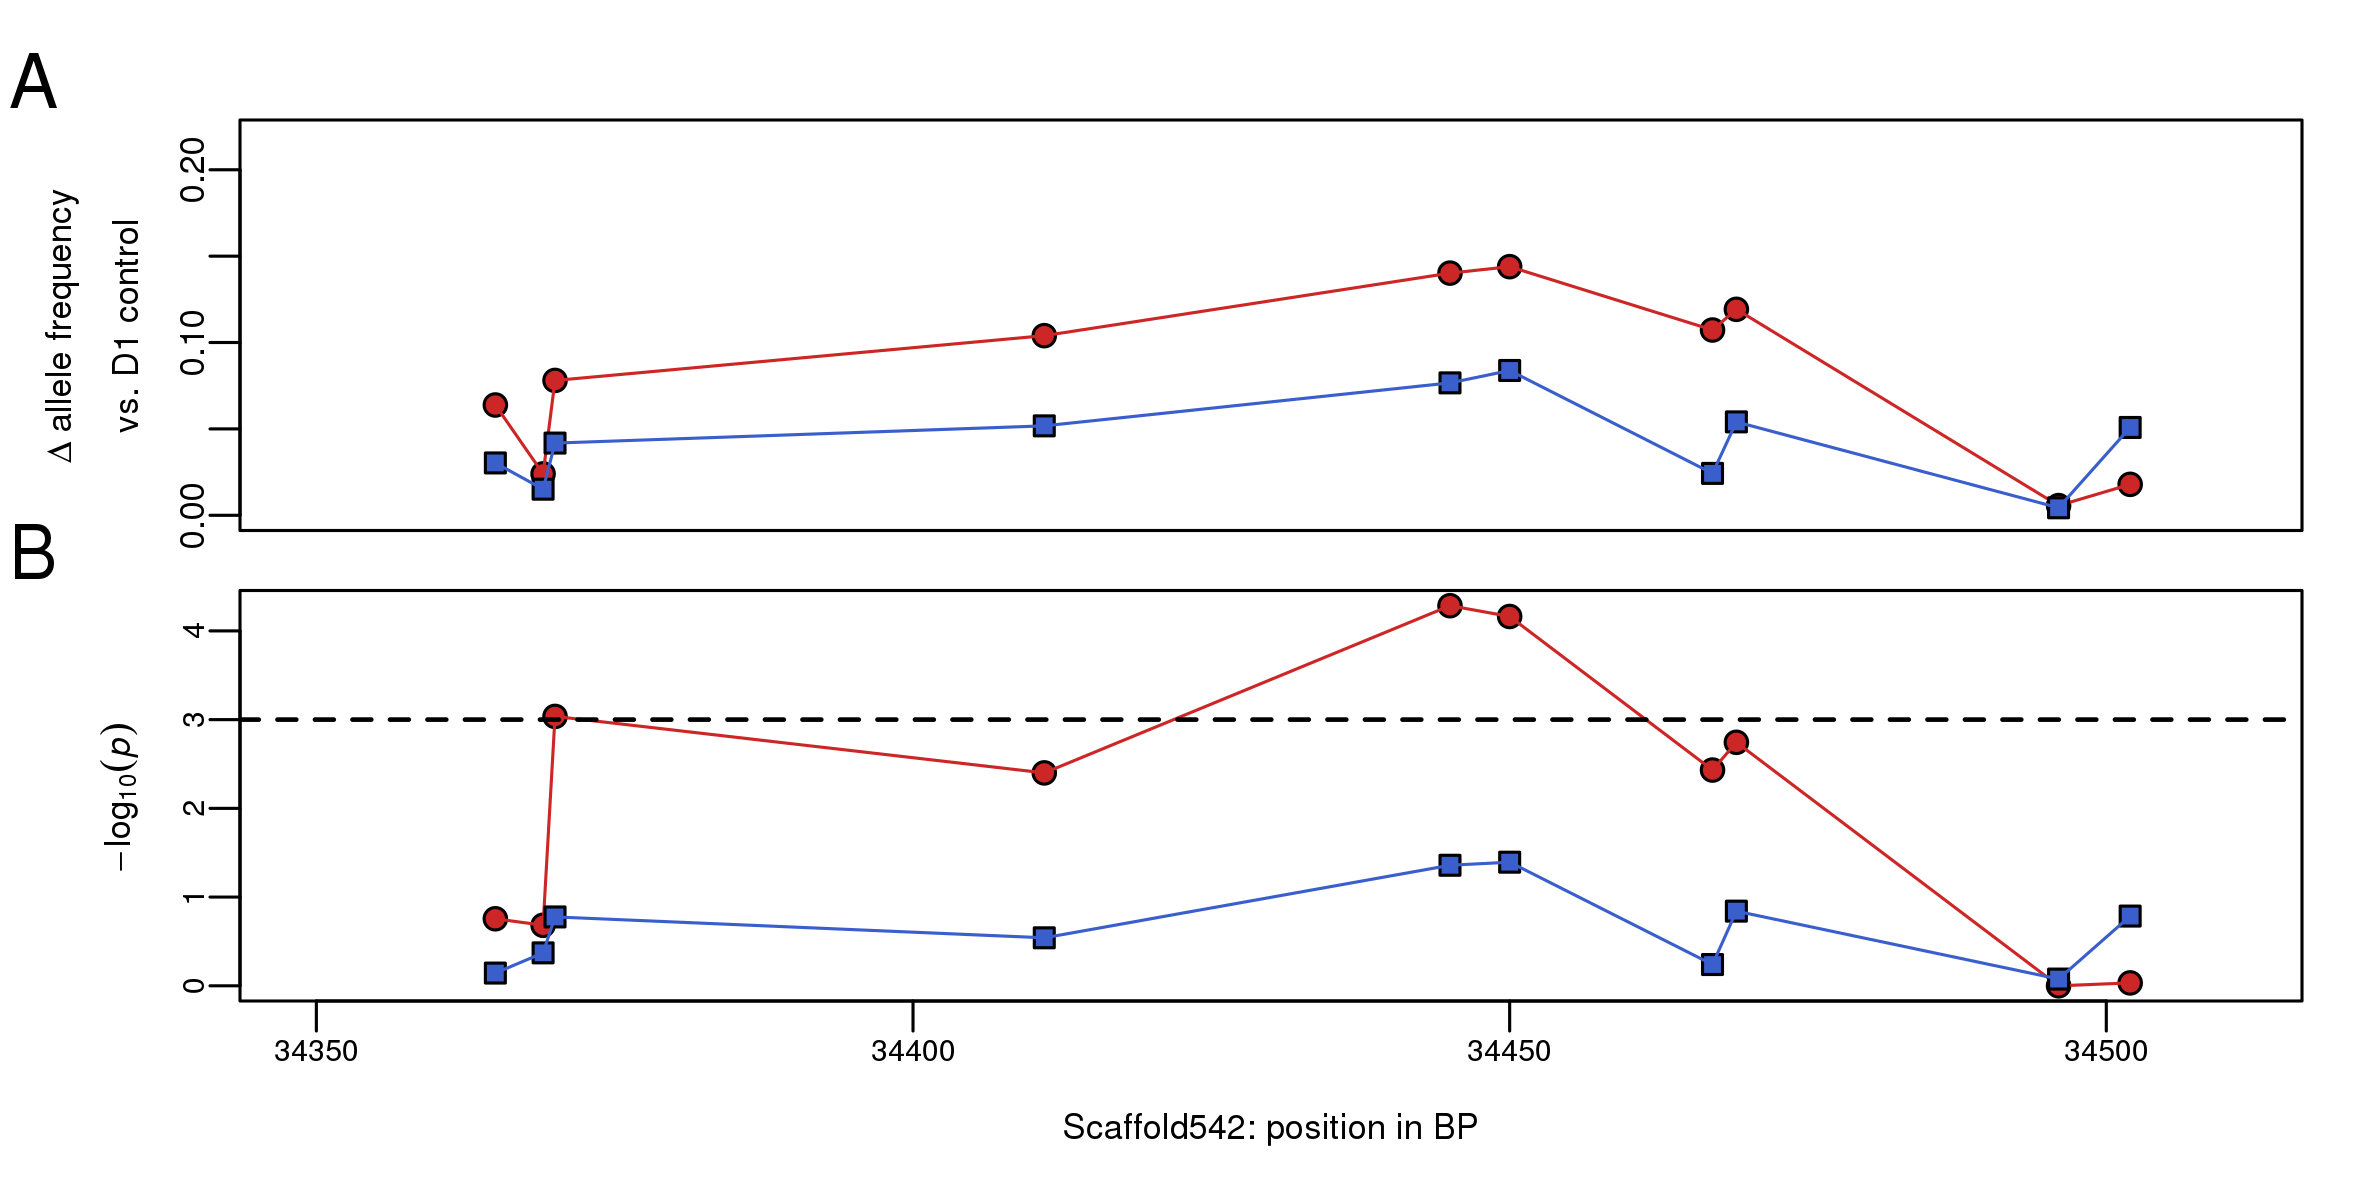 A
Δ allele frequency
vs. D1 control
0.20
0.10
0.00
B
−log10(p)
4
3
2
1
0
34350 34400 34450 34500
Scaffold542: position in BP